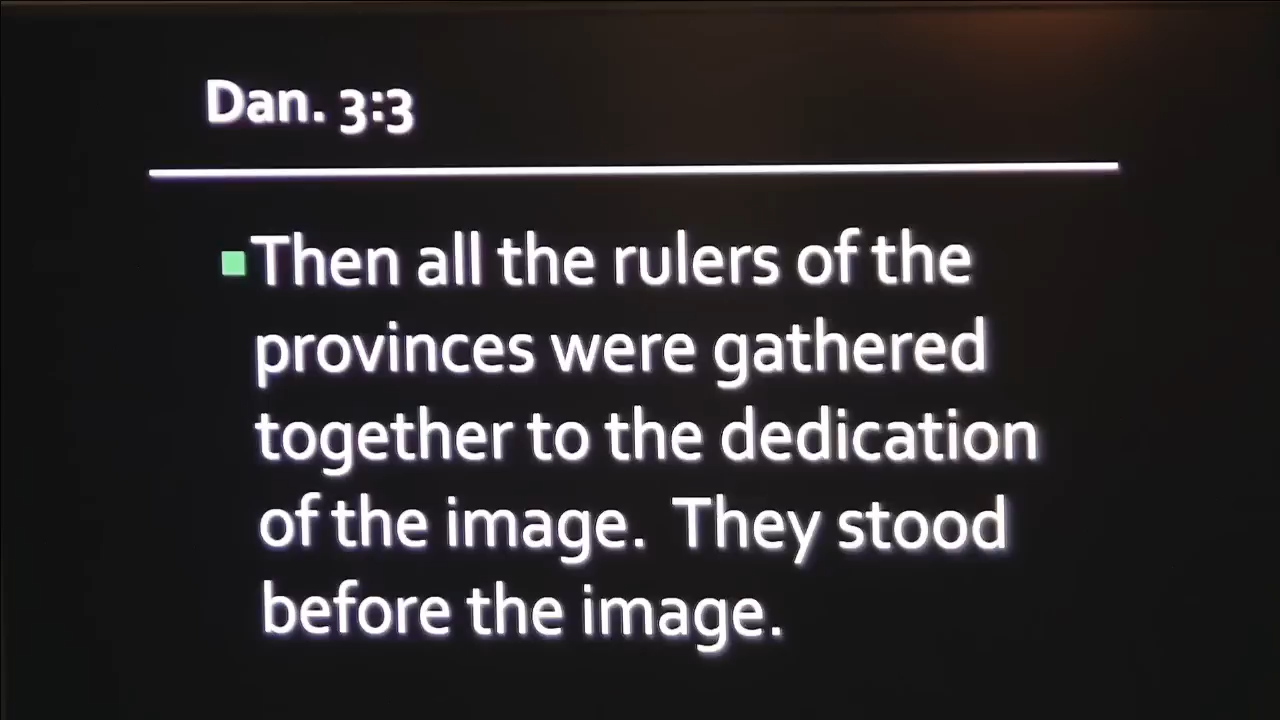 Dan. 3:3
Then all the rulers of the
provinces were gathered
together to the dedication
of the image. They stood
before the image.